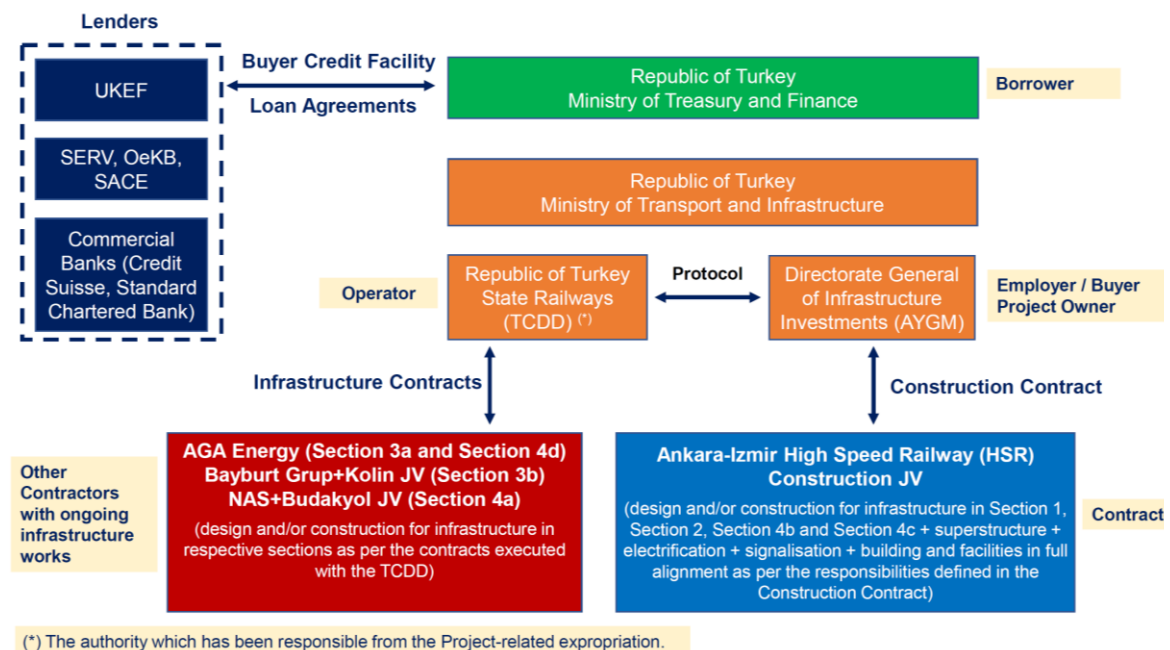 Lenders
UKEF
SERV, OeKB,
SACE
Commercial
Banks (Credit
Suisse, Standard
Chartered Bank)
Buyer Credit Facility
Loan Agreements
Republic of Turkey
Ministry of Treasury and Finance
Borrower
Republic of Turkey
Ministry of Transport and Infrastructure
Operator
Republic of Turkey
State Railways
(TCDD) (*)
Protocol
Directorate General
of Infrastructure
Investments (AYGM)
Employer / Buyer
Project Owner
Infrastructure Contracts
Construction Contract
Other
Contractors
with ongoing
infrastructure
works
AGA Energy (Section 3a and Section 4d)
Bayburt Grup+Kolin JV (Section 3b)
NAS+Budakyol JV (Section 4a)
(design and/or construction for infrastructure in
respective sections as per the contracts executed
with the TCDD)
Ankara-Izmir High Speed Railway (HSR)
Construction JV
(design and/or construction for infrastructure in Section 1,
Section 2, Section 4b and Section 4c + superstructure +
electrification + signalisation + building and facilities in full
alignment as per the responsibilities defined in the
Construction Contract)
Contract
(*) The authority which has been responsible from the Project-related expropriation.